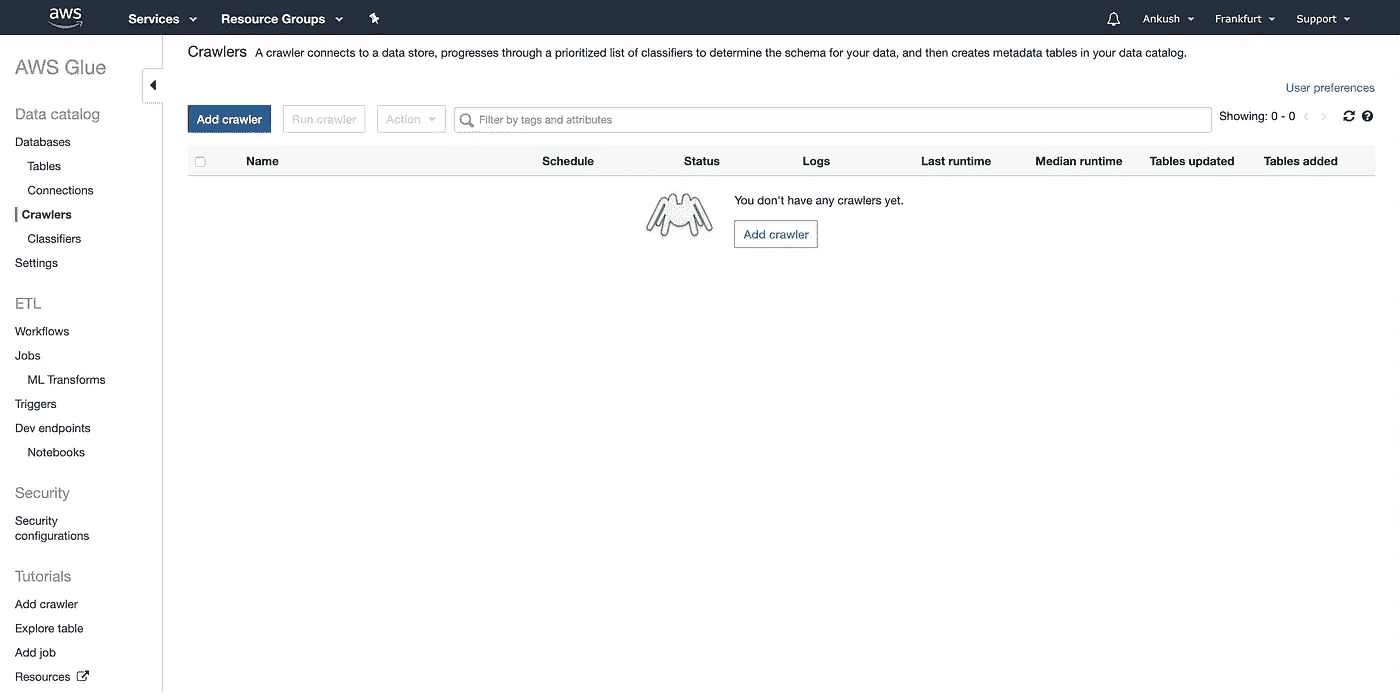 aws Services Resource Groups Ankush Frankfurt Support
AWS Glue
Data catalog
Databases
Tables
Connections
Crawlers
Classifiers
Settings
ETL
Workflows
Jobs
ML Transforms
Triggers
Dev endpoints
Notebooks
Security
Security
configurations
Tutorials
Add crawler
Explore table
Add job
Resources
Crawlers A crawler connects to a data store, progresses through a prioritized list of classifiers to determine the schema for your data, and then creates metadata tables in your data catalog.
User preferences
Add crawler Run crawler Action Filter by tags and attributes Showing: 0 - 0
Name Schedule Status Logs Last runtime Median runtime Tables updated Tables added
You don't have any crawlers yet.
Add crawler